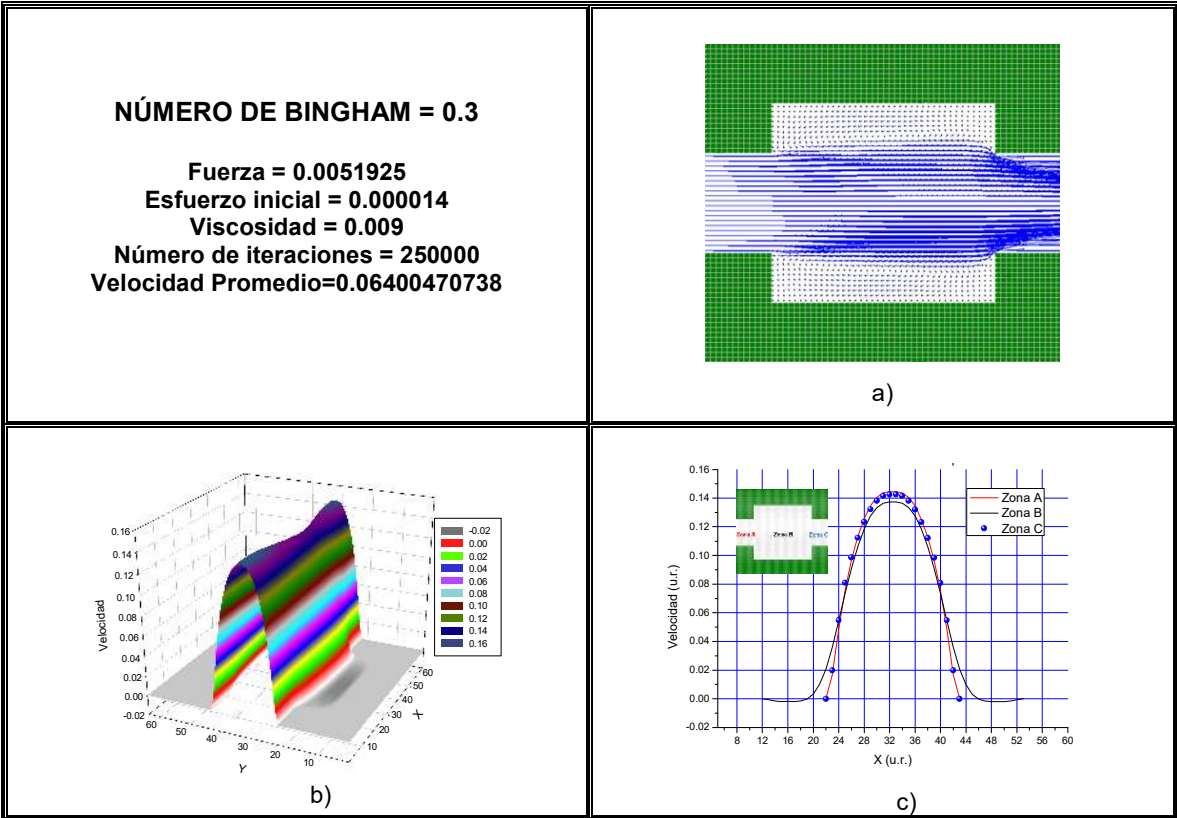 NÚMERO DE BINGHAM = 0.3
Fuerza = 0.0051925
Esfuerzo inicial = 0.000014
Viscosidad = 0.009
Número de iteraciones = 250000
Velocidad Promedio=0.06400470738
a)
0.16
0.14
0.12
0.10
0.08
0.06
0.04
0.02
0.00
-0.02
Velocidad
60
50
40
30
20
10
Y
10
20
30
40
50
60
X
-0.02
0.00
0.02
0.04
0.06
0.08
0.10
0.12
0.14
0.16
b)
0.16
0.14
0.12
0.10
0.08
0.06
0.04
0.02
0.00
-0.02
Velocidad (u.r.)
Zona A
Zona B
Zona C
Zona A
Zona B
Zona C
8 12 16 20 24 28 32 36 40 44 48 52 56 60
X (u.r.)
c)